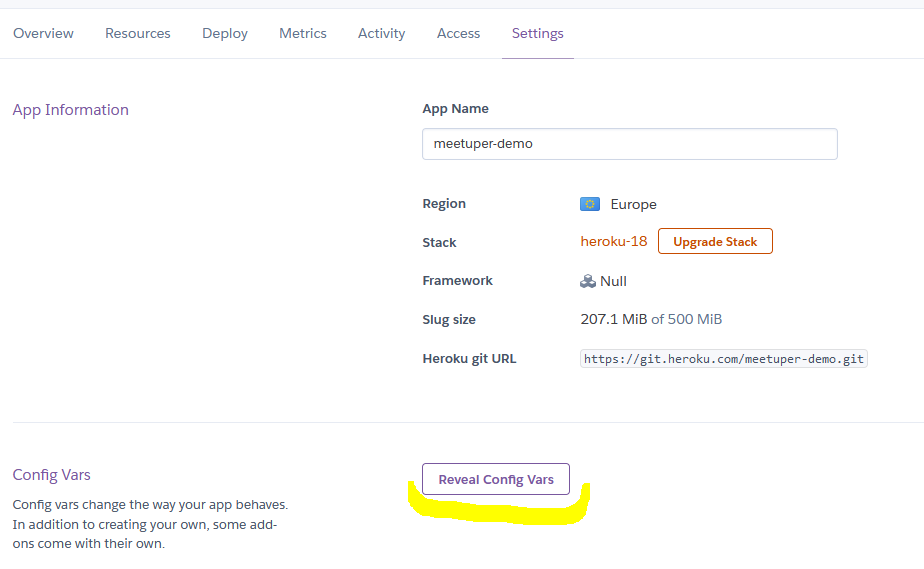 Overview Resources Deploy Metrics Activity Access Settings
App Information
App Name
meetuper-demo
Region Europe
Stack heroku-18 Upgrade Stack
Framework Null
Slug size 207.1 MiB of 500 MiB
Heroku git URL https://git.heroku.com/meetuper-demo.git
Config Vars
Reveal Config Vars
Config vars change the way your app behaves.
In addition to creating your own, some add-
ons come with their own.